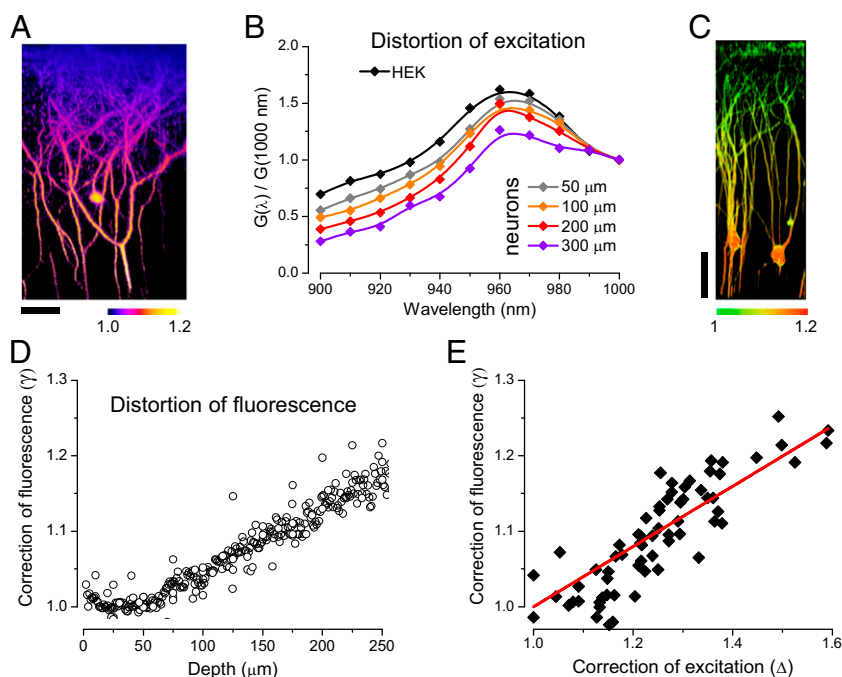 A
1.0 1.2
B
Distortion of excitation
HEK
G(λ) / G(1000 nm)
2.0
1.5
1.0
0.5
0.0
neurons
50 μm
100 μm
200 μm
300 μm
900 920 940 960 980 1000
Wavelength (nm)
C
1 1.2
D
Distortion of fluorescence
Correction of fluorescence (γ)
1.3
1.2
1.1
1.0
0 50 100 150 200 250
Depth (μm)
E
Correction of fluorescence (γ)
1.3
1.2
1.1
1.0
1.0 1.2 1.4 1.6
Correction of excitation (Δ)